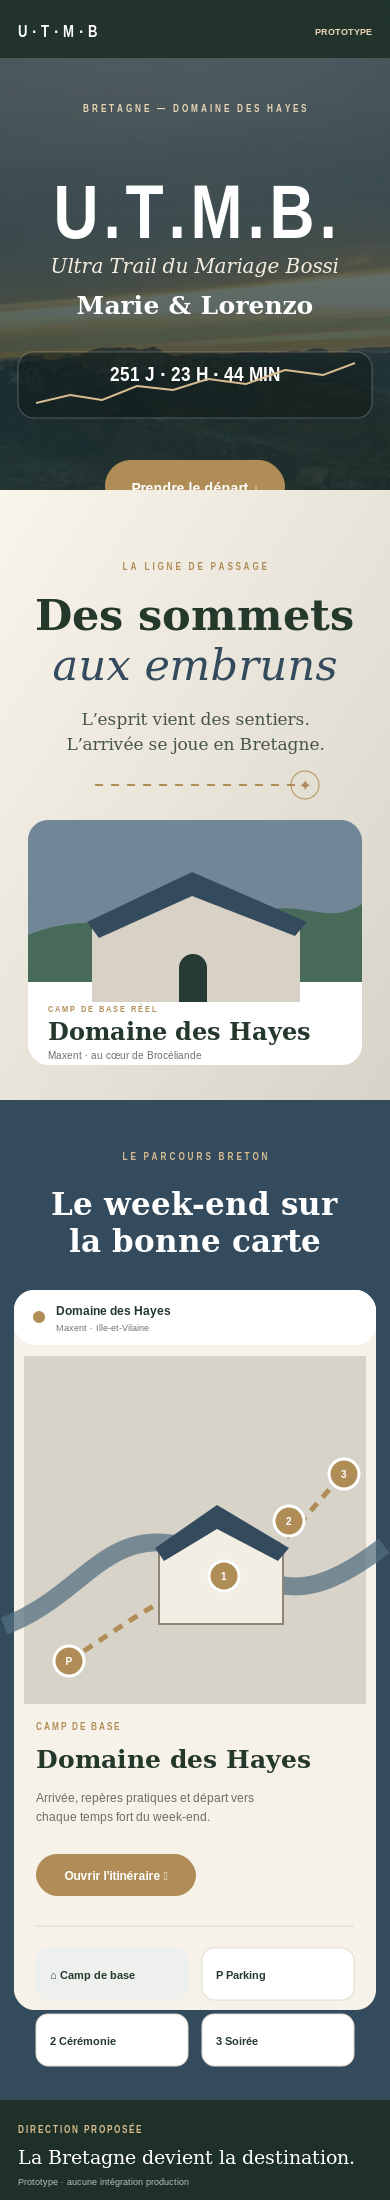 U·T·M·B
PROTOTYPE
BRETAGNE — DOMAINE DES HAYES
U.T.M.B.
Ultra Trail du Mariage Bossi
Marie & Lorenzo
251 J · 23 H · 44 MIN
Prendre le départ ↓
LA LIGNE DE PASSAGE
Des sommets
aux embruns
L’esprit vient des sentiers.
L’arrivée se joue en Bretagne.
CAMP DE BASE RÉEL
Domaine des Hayes
Maxent · au cœur de Brocéliande
LE PARCOURS BRETON
Le week-end sur
la bonne carte
Domaine des Hayes
Maxent · Ille-et-Vilaine
3
2
1
P
CAMP DE BASE
Domaine des Hayes
Arrivée, repères pratiques et départ vers
chaque temps fort du week-end.
Ouvrir l’itinéraire
⌂ Camp de base
P Parking
2 Cérémonie
3 Soirée
DIRECTION PROPOSÉE
La Bretagne devient la destination.
Prototype · aucune intégration production